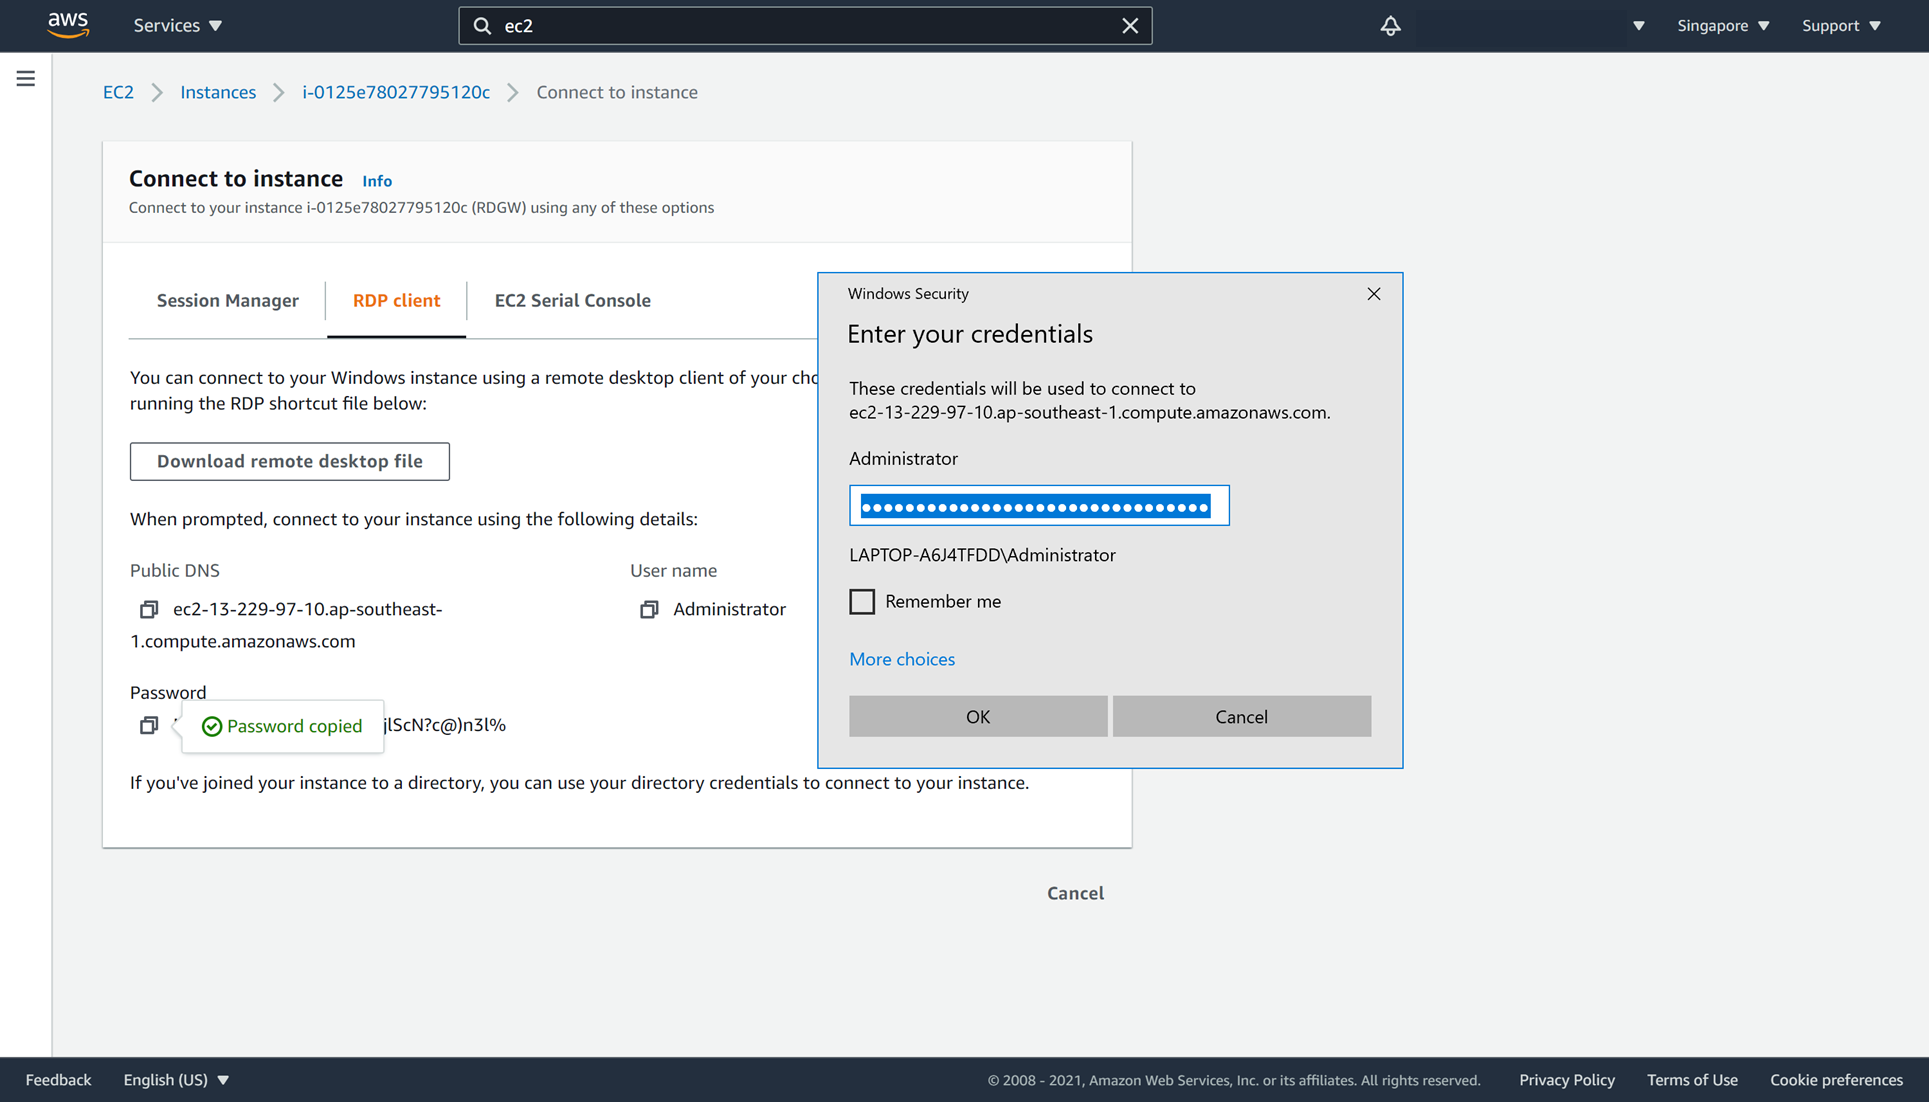 aws
Services
ec2
Singapore
Support
EC2 Instances i-0125e78027795120c Connect to instance
Connect to instance Info
Connect to your instance i-0125e78027795120c (RDGW) using any of these options
Session Manager
RDP client
EC2 Serial Console
You can connect to your Windows instance using a remote desktop client of your
running the RDP shortcut file below:
Download remote desktop file
When prompted, connect to your instance using the following details:
Public DNS
ec2-13-229-97-10.ap-southeast-
1.compute.amazonaws.com
User name
Administrator
Password
Password copied
jlScN?c@)n3l%
If you've joined your instance to a directory, you can use your directory credentials to connect to your instance.
Cancel
Windows Security
Enter your credentials
These credentials will be used to connect to
ec2-13-229-97-10.ap-southeast-1.compute.amazonaws.com.
Administrator
LAPTOP-A6J4TFDD\Administrator
Remember me
More choices
OK
Cancel
Feedback
English (US)
© 2008 - 2021, Amazon Web Services, Inc. or its affiliates. All rights reserved.
Privacy Policy
Terms of Use
Cookie preferences